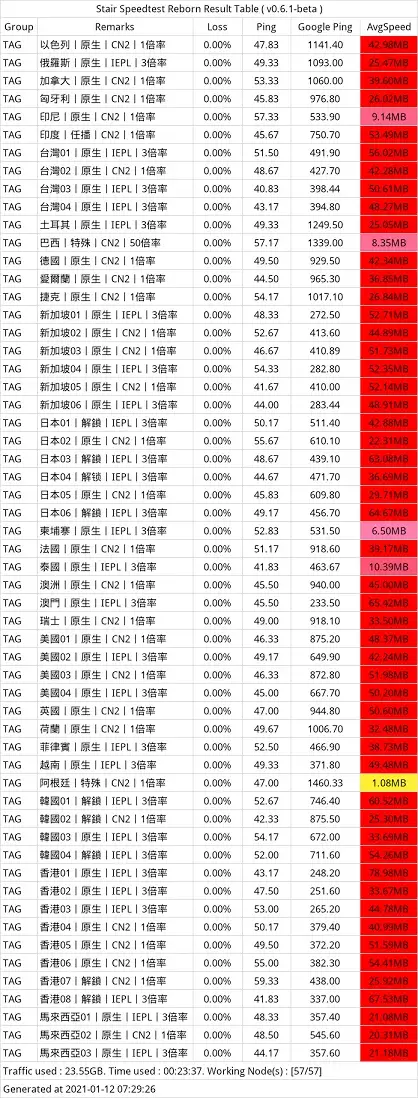 Stair Speedtest Reborn Result Table ( v0.6.1-beta )
Group Remarks Loss Ping Google Ping AvgSpeed
TAG 以色列丨原生丨CN2丨1倍率 0.00% 47.83 1141.40 42.98MB
TAG 俄羅斯丨原生丨IEPL丨3倍率 0.00% 49.33 1093.00 25.47MB
TAG 加拿大丨原生丨CN2丨1倍率 0.00% 53.33 1060.00 39.60MB
TAG 匈牙利丨原生丨CN2丨1倍率 0.00% 45.83 976.80 26.02MB
TAG 印尼丨原生丨CN2丨1倍率 0.00% 57.33 533.90 9.14MB
TAG 印度丨任播丨CN2丨1倍率 0.00% 45.67 750.70 53.49MB
TAG 台灣01丨原生丨IEPL丨3倍率 0.00% 51.50 491.90 56.02MB
TAG 台灣02丨原生丨CN2丨1倍率 0.00% 48.67 427.70 42.28MB
TAG 台灣03丨原生丨IEPL丨3倍率 0.00% 40.83 398.44 50.61MB
TAG 台灣04丨原生丨IEPL丨3倍率 0.00% 43.17 394.80 48.27MB
TAG 土耳其丨原生丨IEPL丨3倍率 0.00% 49.33 1249.50 25.05MB
TAG 巴西丨特殊丨CN2丨50倍率 0.00% 57.17 1339.00 8.35MB
TAG 德國丨原生丨CN2丨1倍率 0.00% 49.50 929.50 42.34MB
TAG 愛爾蘭丨原生丨CN2丨1倍率 0.00% 44.50 965.30 36.85MB
TAG 捷克丨原生丨CN2丨1倍率 0.00% 54.17 1017.10 26.84MB
TAG 新加坡01丨原生丨IEPL丨3倍率 0.00% 48.33 272.50 52.71MB
TAG 新加坡02丨原生丨CN2丨1倍率 0.00% 52.67 413.60 44.89MB
TAG 新加坡03丨原生丨CN2丨1倍率 0.00% 46.67 410.89 51.73MB
TAG 新加坡04丨原生丨IEPL丨3倍率 0.00% 54.33 282.80 52.35MB
TAG 新加坡05丨原生丨CN2丨1倍率 0.00% 41.67 410.00 52.14MB
TAG 新加坡06丨原生丨IEPL丨3倍率 0.00% 44.00 283.44 48.91MB
TAG 日本01丨解鎖丨IEPL丨3倍率 0.00% 50.17 511.40 42.88MB
TAG 日本02丨原生丨CN2丨1倍率 0.00% 55.67 610.10 22.31MB
TAG 日本03丨解鎖丨IEPL丨3倍率 0.00% 48.67 439.10 63.08MB
TAG 日本04丨解锁丨IEPL丨3倍率 0.00% 44.67 471.70 36.69MB
TAG 日本05丨原生丨CN2丨1倍率 0.00% 45.83 609.80 29.71MB
TAG 日本06丨解鎖丨IEPL丨3倍率 0.00% 49.17 456.70 64.67MB
TAG 柬埔寨丨原生丨IEPL丨3倍率 0.00% 52.83 531.50 6.50MB
TAG 法國丨原生丨CN2丨1倍率 0.00% 51.17 918.60 39.17MB
TAG 泰國丨原生丨IEPL丨3倍率 0.00% 41.83 463.67 10.39MB
TAG 澳洲丨原生丨CN2丨1倍率 0.00% 45.50 940.00 45.00MB
TAG 澳門丨原生丨IEPL丨3倍率 0.00% 45.50 233.50 65.42MB
TAG 瑞士丨原生丨CN2丨1倍率 0.00% 49.00 918.10 33.50MB
TAG 美國01丨原生丨CN2丨1倍率 0.00% 46.33 875.20 48.37MB
TAG 美國02丨原生丨IEPL丨3倍率 0.00% 49.17 649.90 42.24MB
TAG 美國03丨原生丨CN2丨1倍率 0.00% 46.33 872.80 51.98MB
TAG 美國04丨原生丨IEPL丨3倍率 0.00% 45.00 667.70 50.20MB
TAG 英國丨原生丨CN2丨1倍率 0.00% 47.00 944.80 50.60MB
TAG 荷蘭丨原生丨CN2丨1倍率 0.00% 49.67 1006.70 32.48MB
TAG 菲律賓丨原生丨IEPL丨3倍率 0.00% 52.50 466.90 38.73MB
TAG 越南丨原生丨IEPL丨3倍率 0.00% 49.33 371.80 49.48MB
TAG 阿根廷丨特殊丨CN2丨1倍率 0.00% 47.00 1460.33 1.08MB
TAG 韓國01丨解鎖丨IEPL丨3倍率 0.00% 52.67 746.40 60.52MB
TAG 韓國02丨解鎖丨CN2丨1倍率 0.00% 42.33 875.50 25.30MB
TAG 韓國03丨原生丨IEPL丨3倍率 0.00% 54.17 672.00 33.69MB
TAG 韓國04丨解鎖丨IEPL丨3倍率 0.00% 52.00 711.60 54.26MB
TAG 香港01丨原生丨IEPL丨3倍率 0.00% 43.17 248.20 78.98MB
TAG 香港02丨原生丨IEPL丨3倍率 0.00% 47.50 251.60 33.67MB
TAG 香港03丨原生丨IEPL丨3倍率 0.00% 53.00 265.20 44.78MB
TAG 香港04丨原生丨CN2丨1倍率 0.00% 50.17 379.40 40.99MB
TAG 香港05丨原生丨CN2丨1倍率 0.00% 49.50 372.20 51.59MB
TAG 香港06丨原生丨CN2丨1倍率 0.00% 55.00 382.30 54.41MB
TAG 香港07丨解鎖丨CN2丨1倍率 0.00% 59.33 438.00 25.92MB
TAG 香港08丨解鎖丨IEPL丨3倍率 0.00% 41.83 337.00 67.53MB
TAG 馬來西亞01丨原生丨IEPL丨3倍率 0.00% 48.33 357.40 21.08MB
TAG 馬來西亞02丨原生丨CN2丨1倍率 0.00% 48.50 545.60 20.31MB
TAG 馬來西亞03丨原生丨IEPL丨3倍率 0.00% 44.17 357.60 21.18MB
Traffic used : 23.55GB. Time used : 00:23:37. Working Node(s) : [57/57]
Generated at 2021-01-12 07:29:26